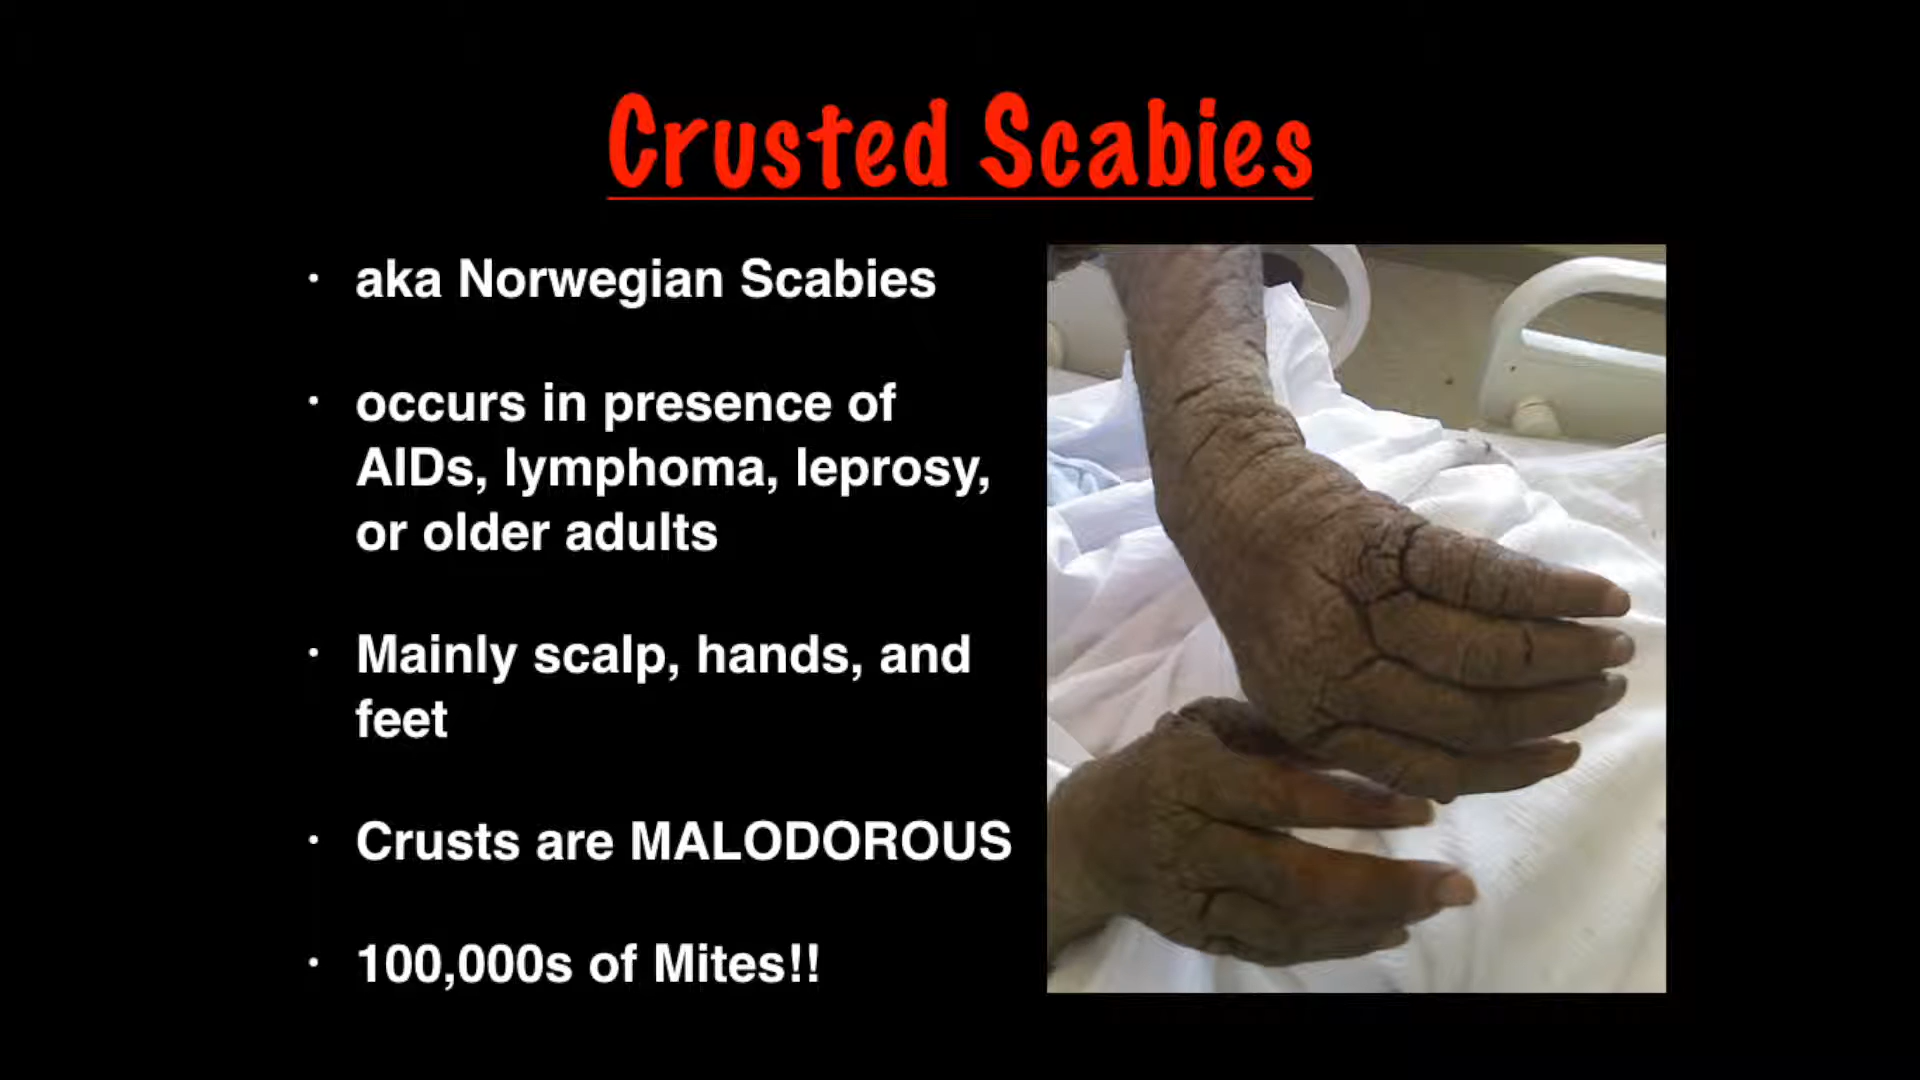 Crusted Scabies
· aka Norwegian Scabies
· occurs in presence of
AIDs, lymphoma, leprosy,
or older adults
· Mainly scalp, hands, and
feet
· Crusts are MALODOROUS
· 100,000s of Mites!!